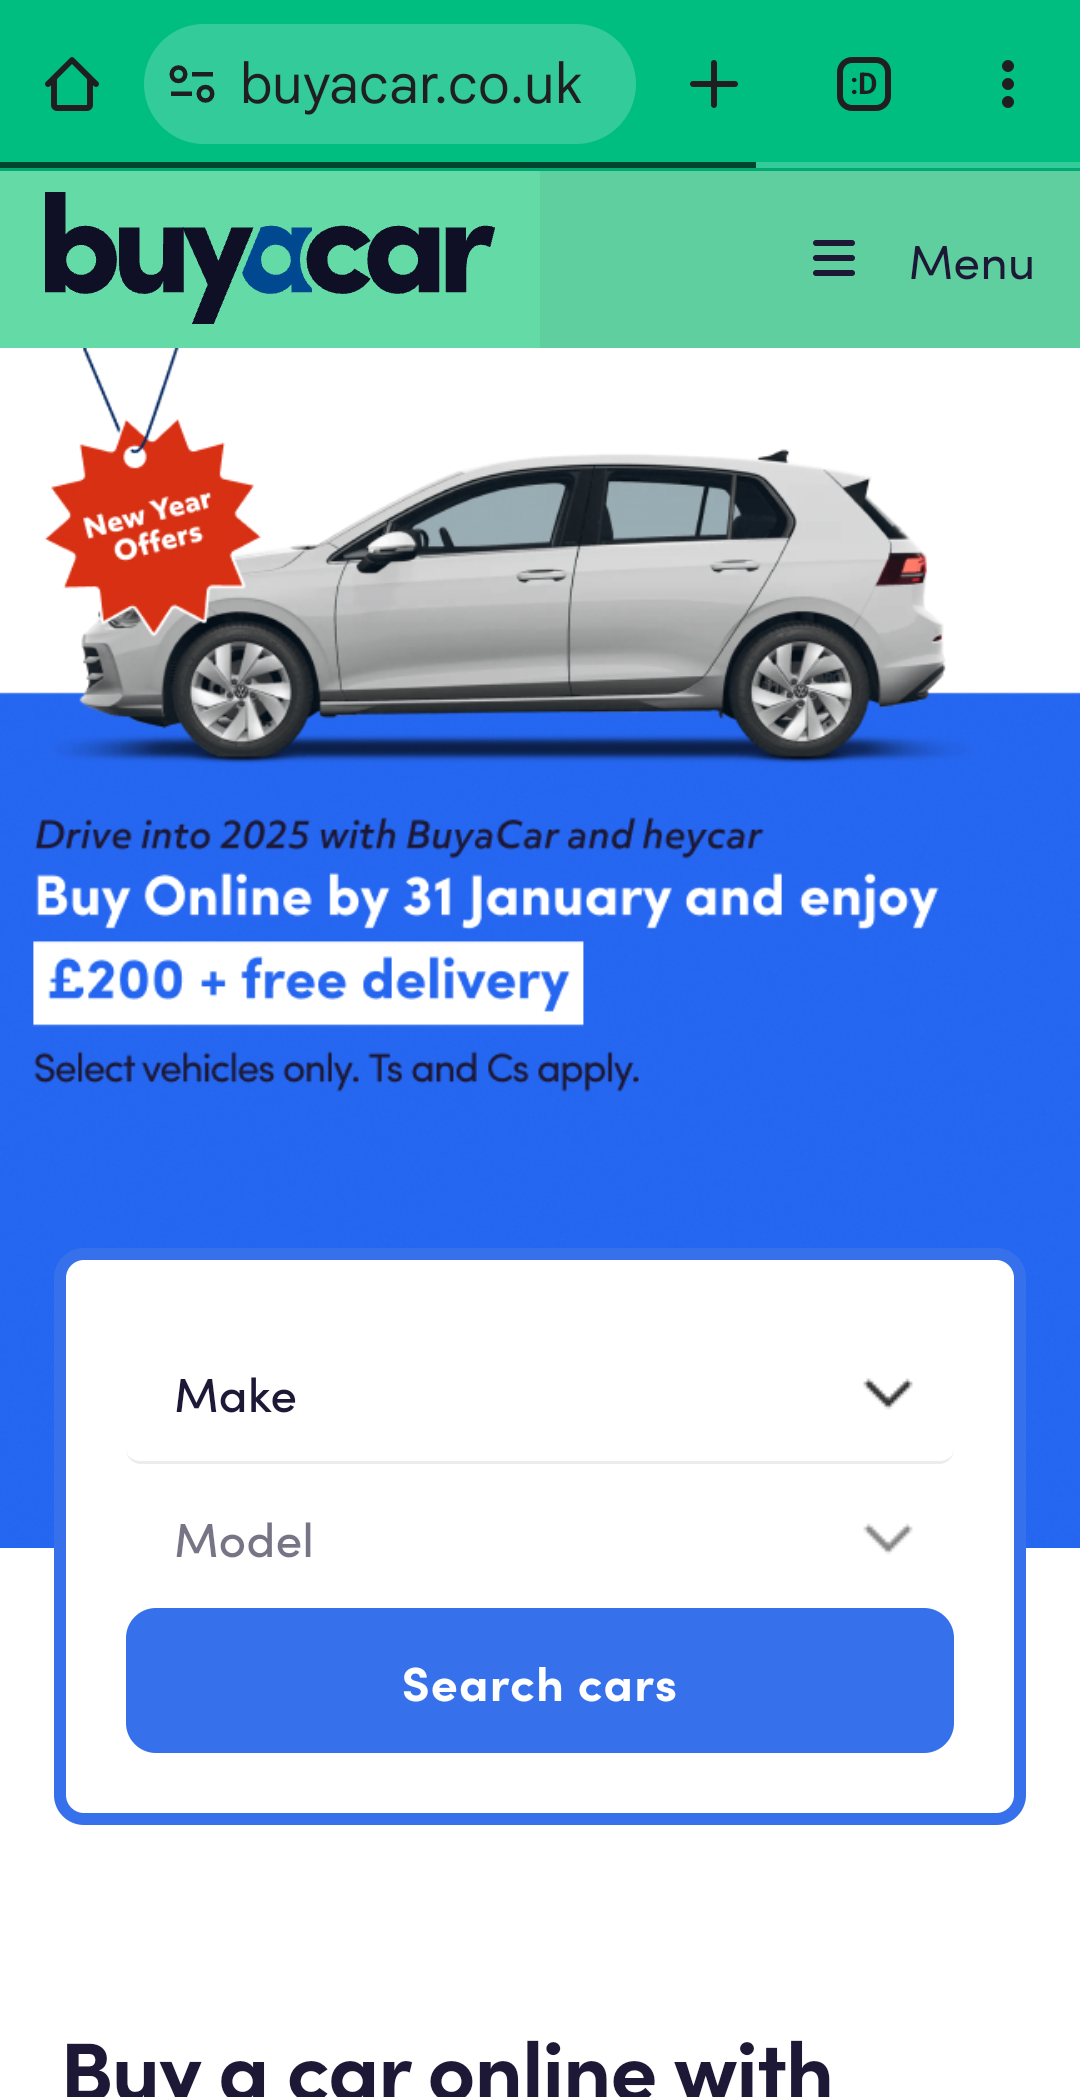 buyacar.co.uk
:D
buyacar
Menu
New Year
Offers
Drive into 2025 with BuyaCar and heycar
Buy Online by 31 January and enjoy
£200 + free delivery
Select vehicles only. Ts and Cs apply.
Make
Model
Search cars
Buy a car online with